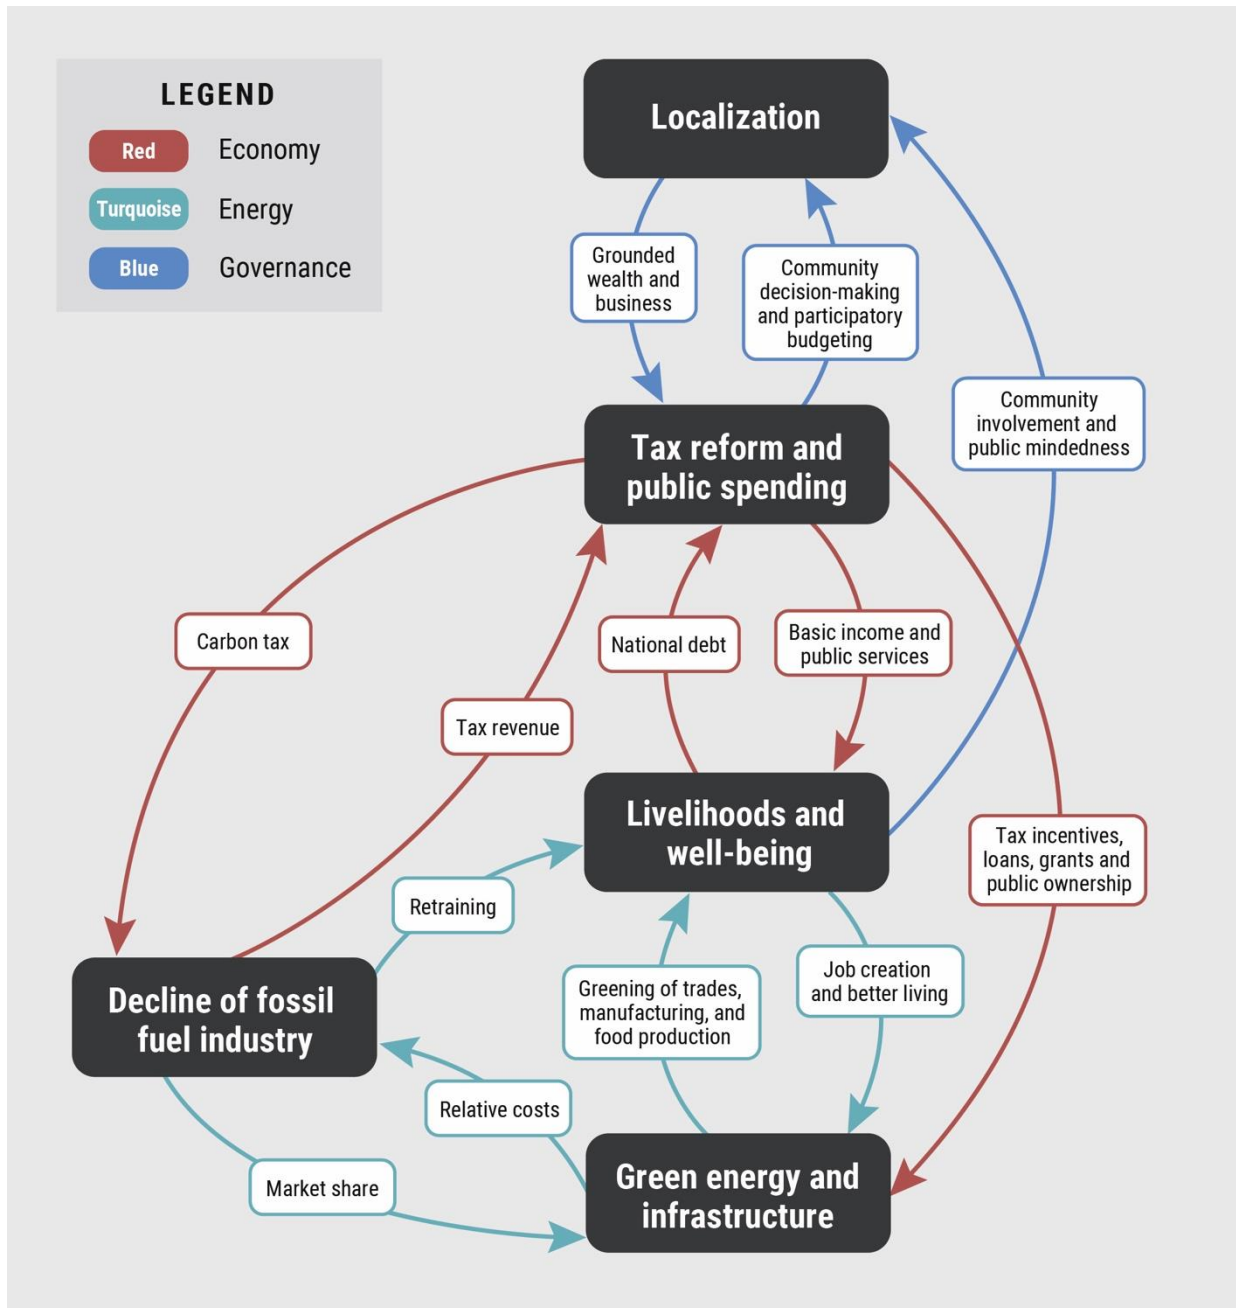 LEGEND
Red
Economy
Turquoise
Energy
Blue
Governance
Localization
Grounded
wealth and
business
Community
decision-making
and participatory
budgeting
Community
involvement and
public mindedness
Tax reform and
public spending
Carbon tax
National debt
Basic income and
public services
Tax revenue
Livelihoods and
well-being
Tax incentives,
loans, grants and
public ownership
Retraining
Decline of fossil
fuel industry
Greening of trades,
manufacturing, and
food production
Job creation
and better living
Relative costs
Market share
Green energy and
infrastructure